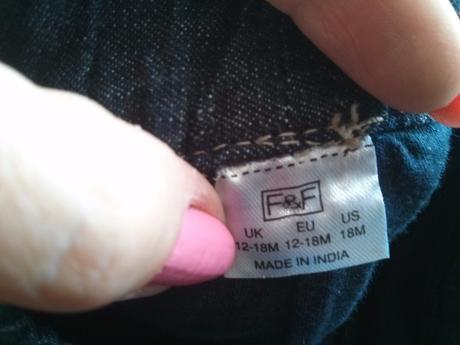 F&F
UK EU US
12-18M 12-18M 18M
MADE IN INDIA